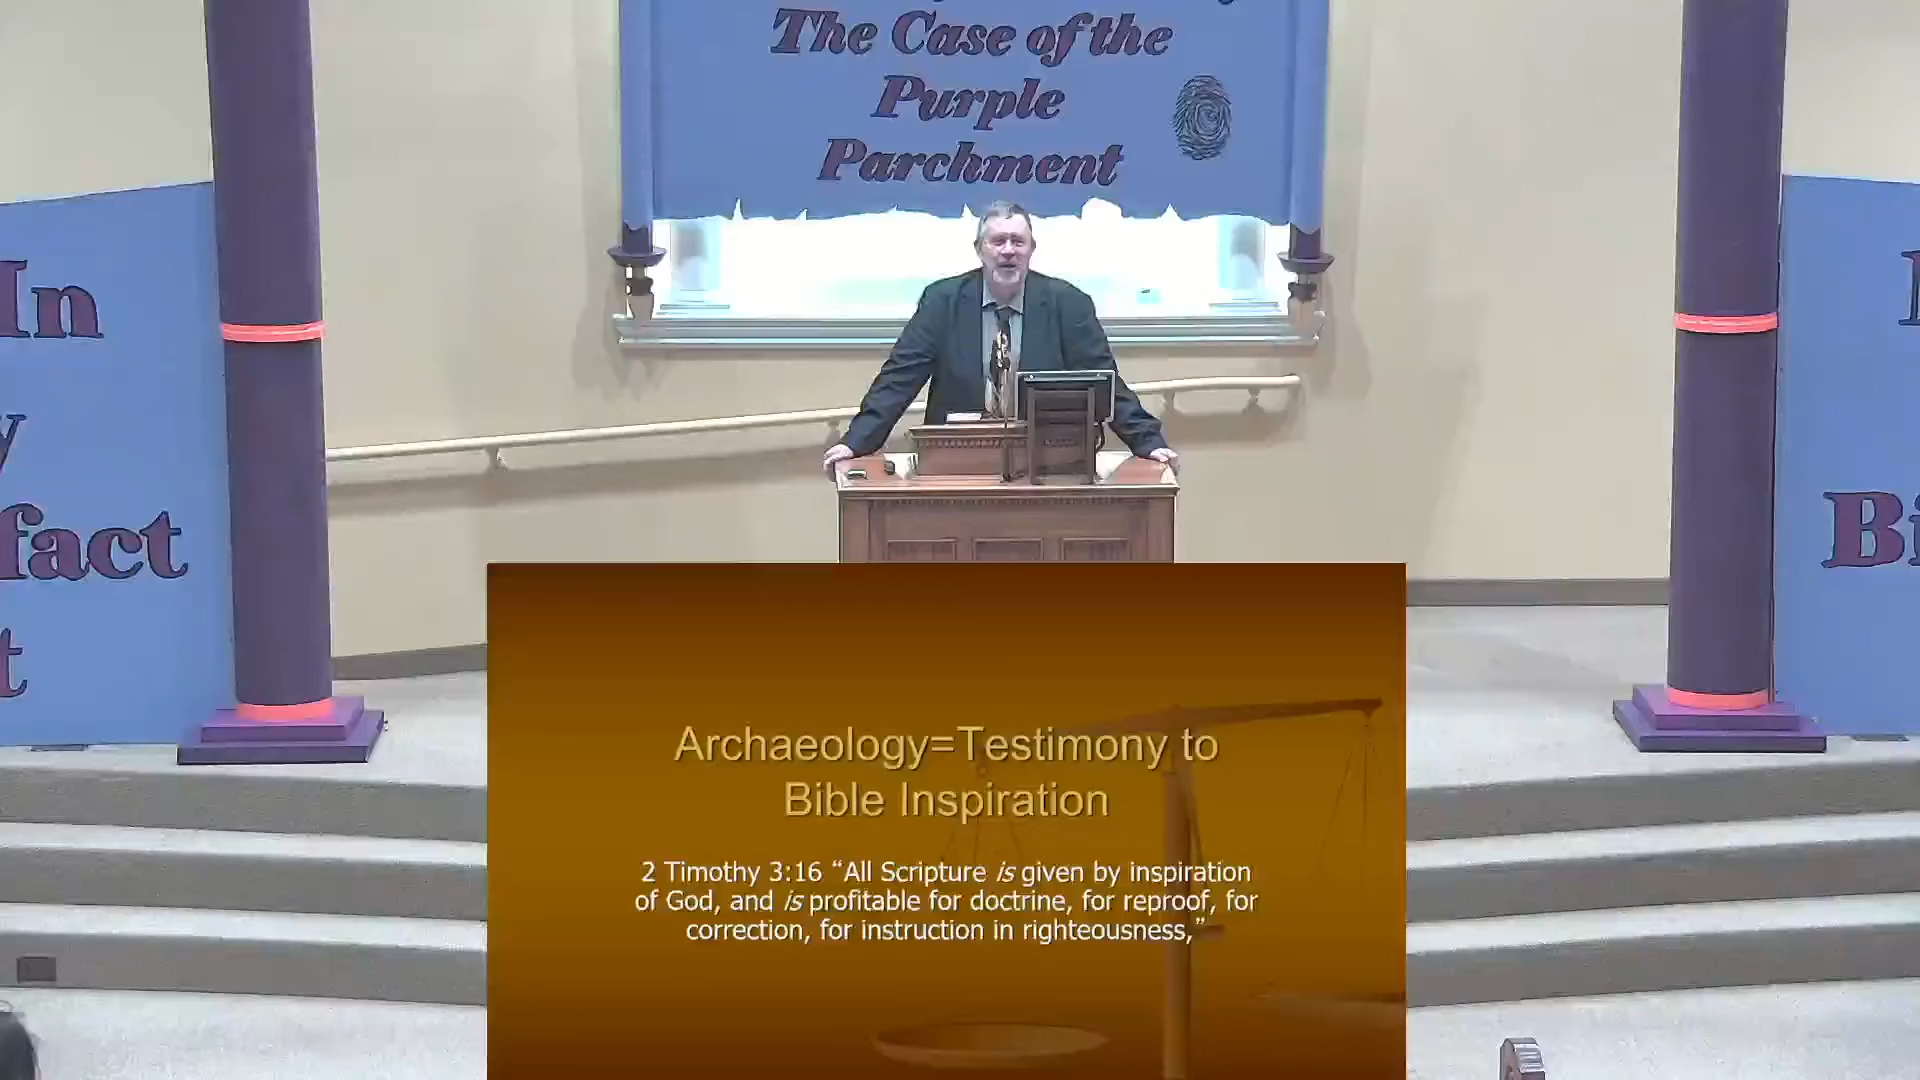 The Case of the
Purple
Parchment
In
y
fact
t
Bi
Archaeology=Testimony to
Bible Inspiration
2 Timothy 3:16 “All Scripture is given by inspiration
of God, and is profitable for doctrine, for reproof, for
correction, for instruction in righteousness,”